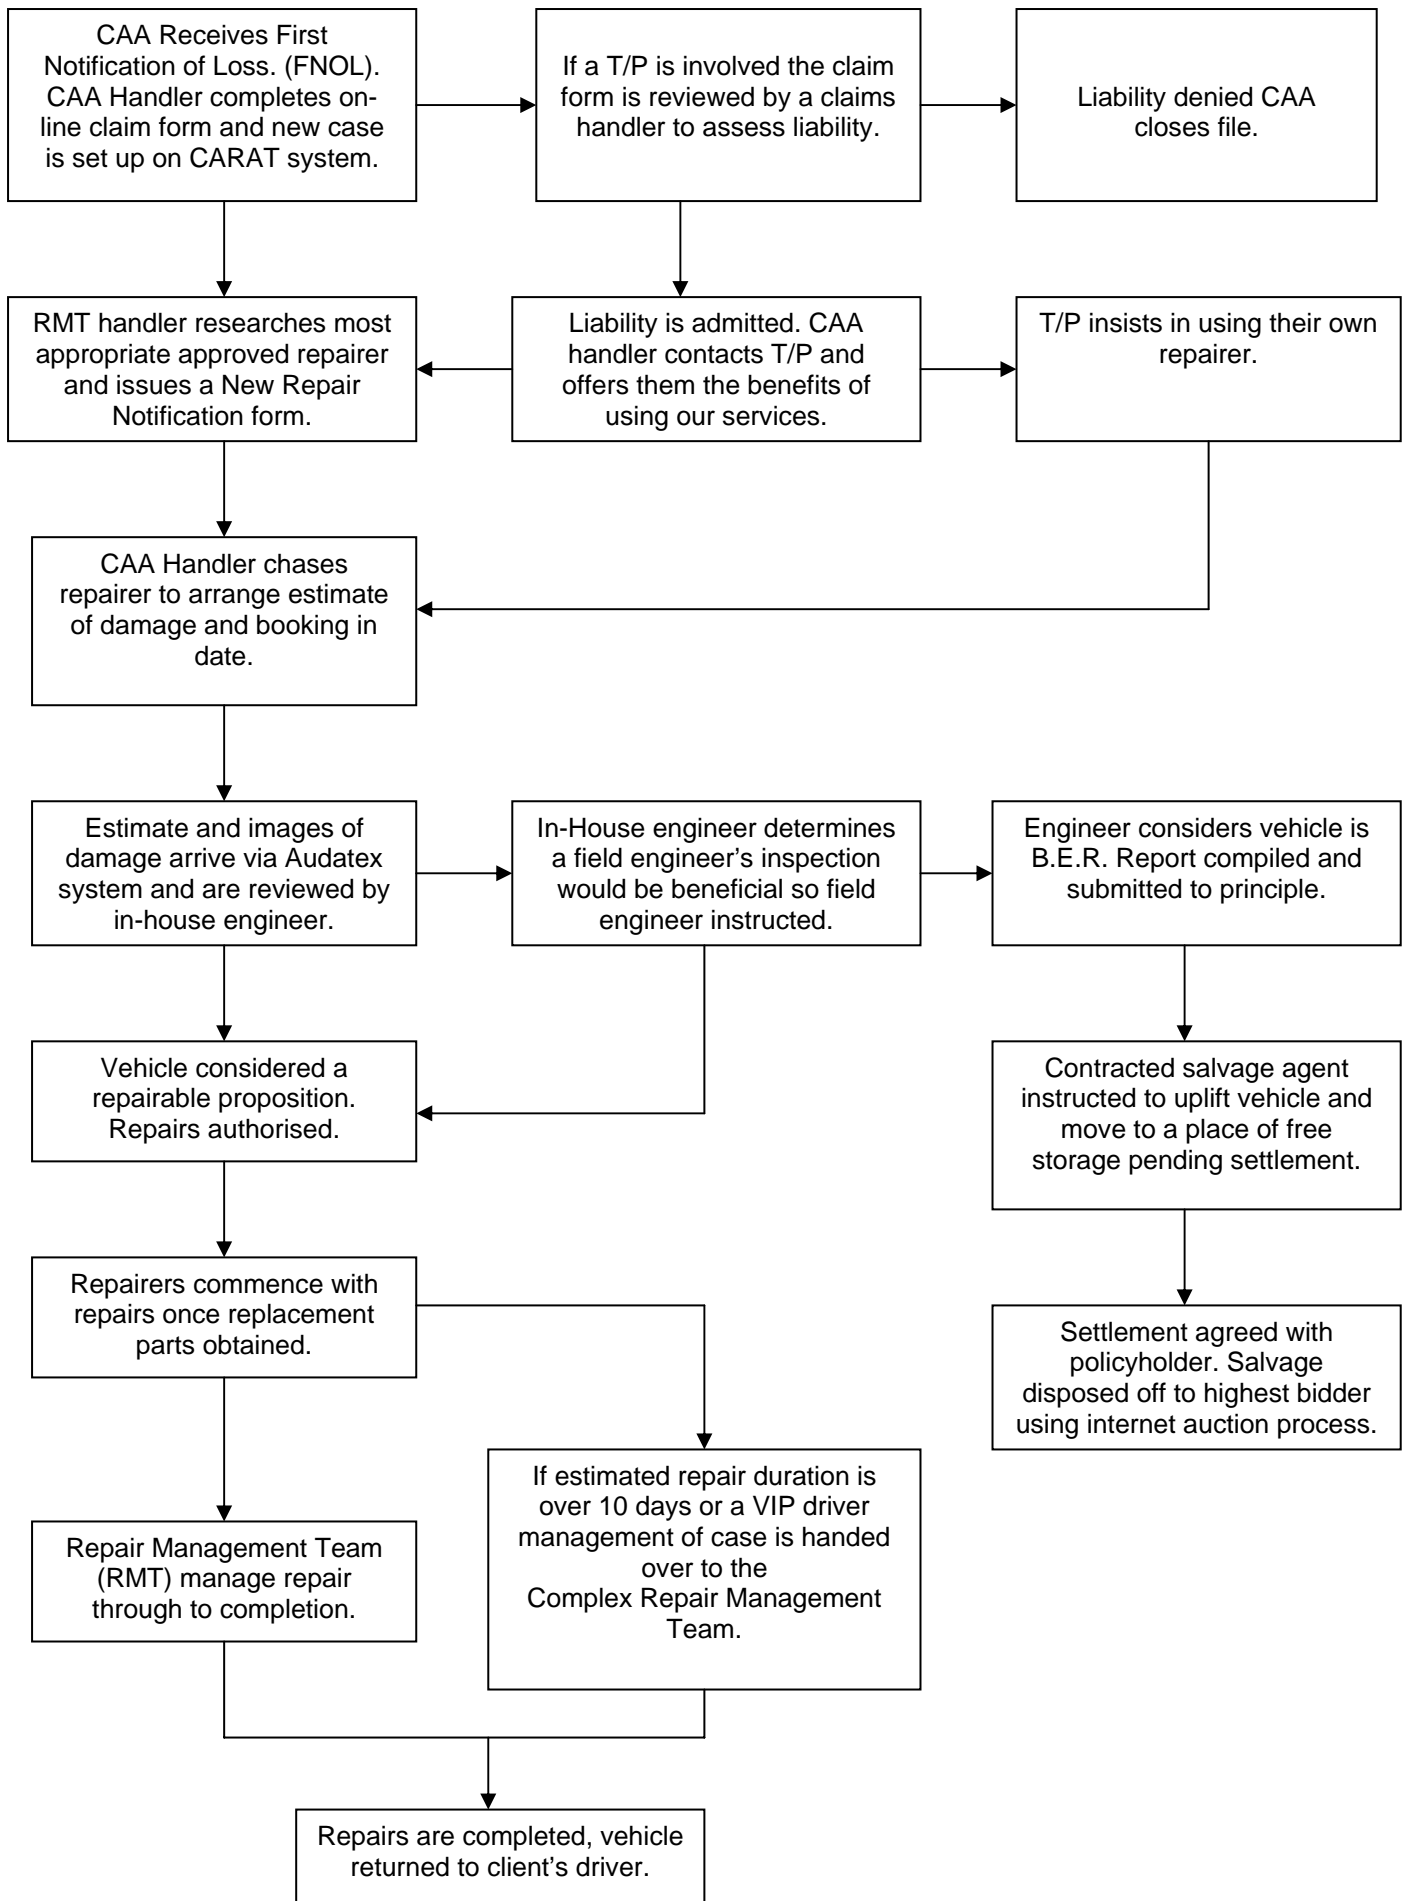 CAA Receives First
Notification of Loss. (FNOL).
CAA Handler completes on-
line claim form and new case
is set up on CARAT system.
If a T/P is involved the claim
form is reviewed by a claims
handler to assess liability.
Liability denied CAA
closes file.
RMT handler researches most
appropriate approved repairer
and issues a New Repair
Notification form.
Liability is admitted. CAA
handler contacts T/P and
offers them the benefits of
using our services.
T/P insists in using their own
repairer.
CAA Handler chases
repairer to arrange estimate
of damage and booking in
date.
Estimate and images of
damage arrive via Audatex
system and are reviewed by
in-house engineer.
In-House engineer determines
a field engineer’s inspection
would be beneficial so field
engineer instructed.
Engineer considers vehicle is
B.E.R. Report compiled and
submitted to principle.
Vehicle considered a
repairable proposition.
Repairs authorised.
Contracted salvage agent
instructed to uplift vehicle and
move to a place of free
storage pending settlement.
Repairers commence with
repairs once replacement
parts obtained.
Settlement agreed with
policyholder. Salvage
disposed off to highest bidder
using internet auction process.
If estimated repair duration is
over 10 days or a VIP driver
management of case is handed
over to the
Complex Repair Management
Team.
Repair Management Team
(RMT) manage repair
through to completion.
Repairs are completed, vehicle
returned to client’s driver.